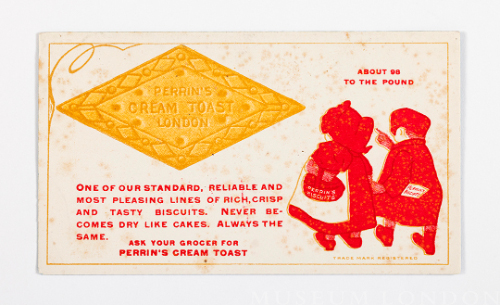 PERRIN'S
CREAM TOAST
LONDON
ABOUT 98
TO THE POUND
PERRIN'S
BISCUITS
ONE OF OUR STANDARD, RELIABLE AND
MOST PLEASING LINES OF RICH, CRISP
AND TASTY BISCUITS. NEVER BE-
COMES DRY LIKE CAKES. ALWAYS THE
SAME.
ASK YOUR GROCER FOR
PERRIN'S CREAM TOAST
TRADE MARK REGISTERED